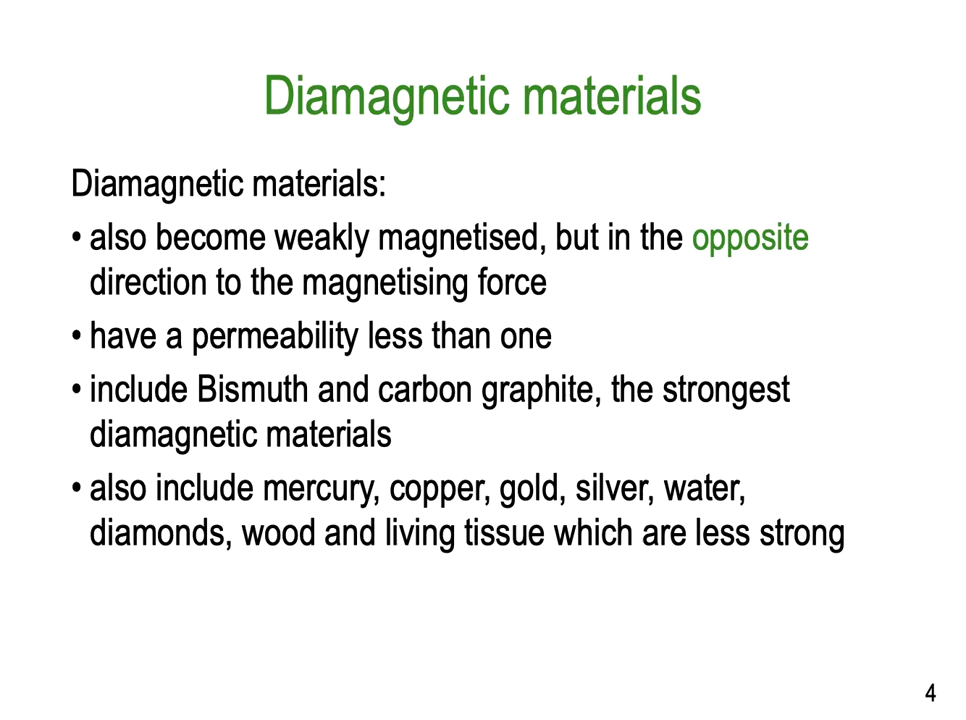 Diamagnetic materials
Diamagnetic materials:
• also become weakly magnetised, but in the opposite
direction to the magnetising force
• have a permeability less than one
• include Bismuth and carbon graphite, the strongest
diamagnetic materials
• also include mercury, copper, gold, silver, water,
diamonds, wood and living tissue which are less strong
4